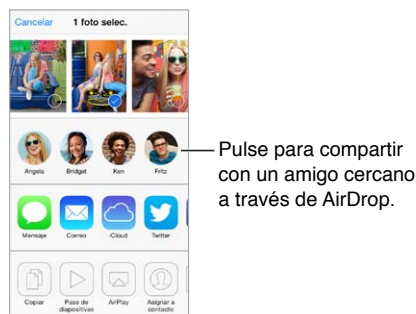 Cancelar 1 foto selec.
Angela Bridget Ken Fritz
Pulse para compartir
con un amigo cercano
a través de AirDrop.
Mensaje Correo iCloud Twitter
Copiar Pase de diapositivas AirPlay Asignar a contacto